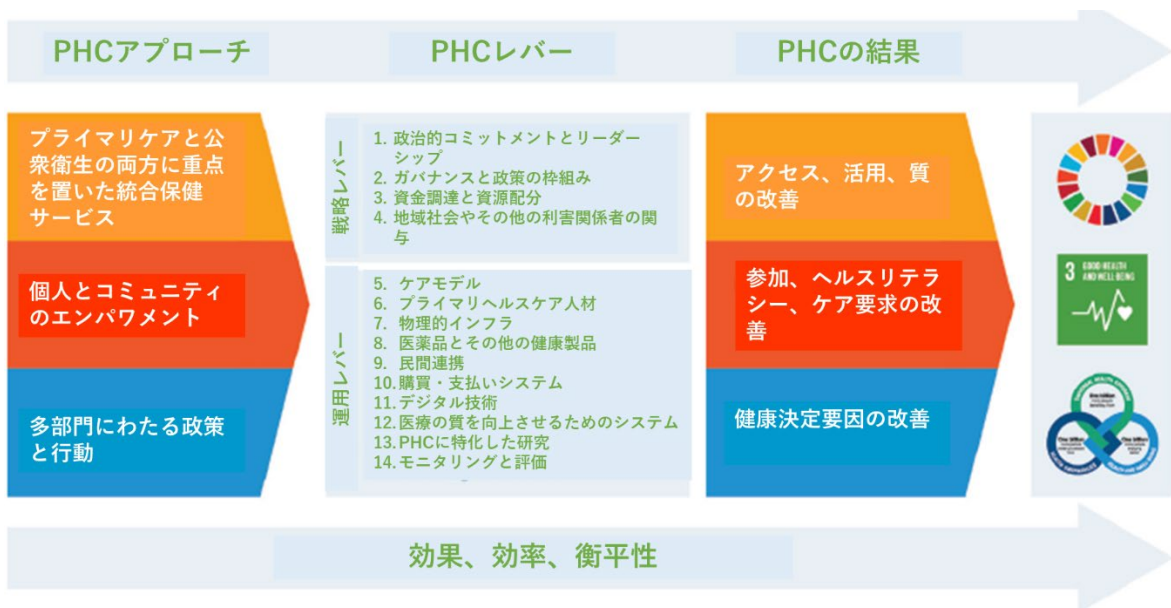 PHCアプローチ
PHCレバー
PHCの結果
プライマリケアと公
衆衛生の両方に重点
を置いた統合保健
サービス
個人とコミュニティ
のエンパワメント
多部門にわたる政策
と行動
戦略レバー
1. 政治的コミットメントとリーダー
シップ
2. ガバナンスと政策の枠組み
3. 資金調達と資源配分
4. 地域社会やその他の利害関係者の関
与
運用レバー
5. ケアモデル
6. プライマリヘルスケア人材
7. 物理的インフラ
8. 医薬品とその他の健康製品
9. 民間連携
10. 購買・支払いシステム
11. デジタル技術
12. 医療の質を向上させるためのシステム
13. PHCに特化した研究
14. モニタリングと評価
アクセス、活用、質
の改善
参加、ヘルスリテラ
シー、ケア要求の改
善
健康決定要因の改善
3 GOOD HEALTH
AND WELL-BEING
効果、効率、衡平性